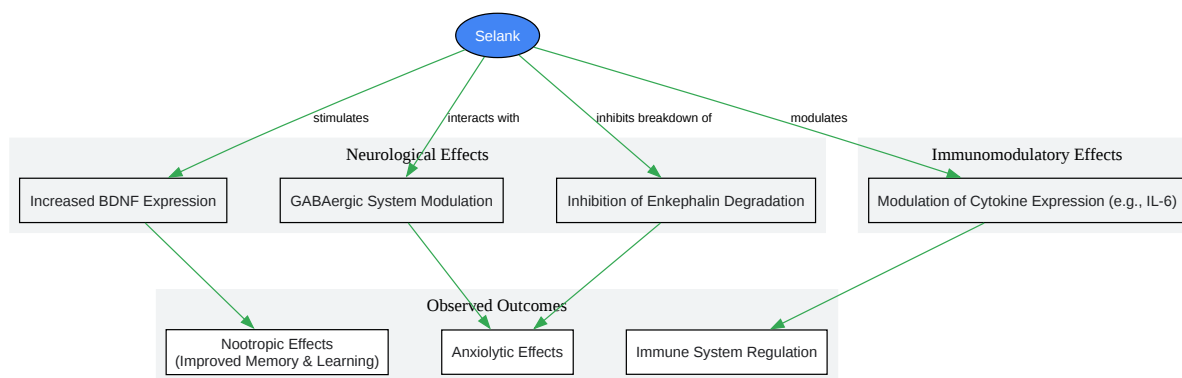 Selank
stimulates
interacts with
inhibits breakdown of
modulates
Neurological Effects
Immunomodulatory Effects
Increased BDNF Expression
GABAergic System Modulation
Inhibition of Enkephalin Degradation
Modulation of Cytokine Expression (e.g., IL-6)
Observed Outcomes
Nootropic Effects
(Improved Memory & Learning)
Anxiolytic Effects
Immune System Regulation